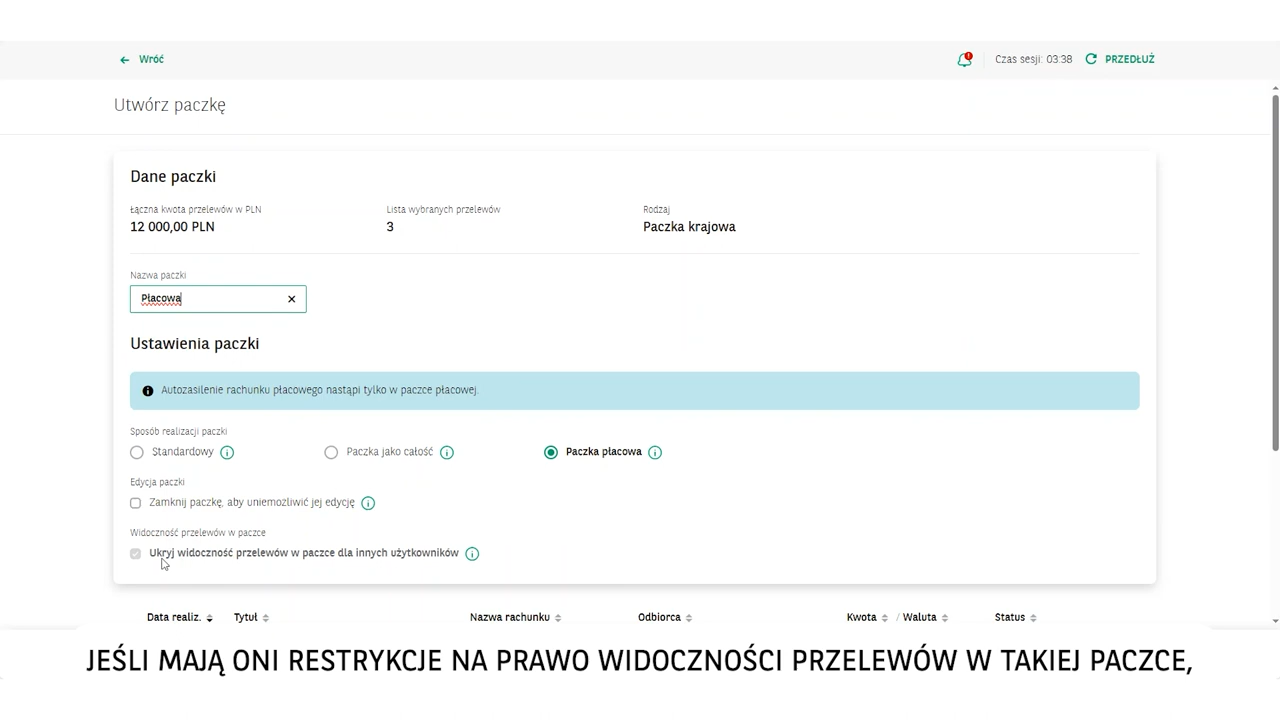 Wróć
Czas sesji: 03:38 PRZEDŁUŻ
Utwórz paczkę
Dane paczki
Łączna kwota przelewów w PLN Lista wybranych przelewów Rodzaj
12 000,00 PLN 3 Paczka krajowa
Nazwa paczki
Płacowa
Ustawienia paczki
Autozasilenie rachunku płacowego nastąpi tylko w paczce płacowej.
Sposób realizacji paczki
Standardowy Paczka jako całość Paczka płacowa
Edycja paczki
Zamknij paczkę, aby uniemożliwić jej edycję
Widoczność przelewów w paczce
Ukryj widoczność przelewów w paczce dla innych użytkowników
Data realiz. Tytuł Nazwa rachunku Odbiorca Kwota / Waluta Status
JEŚLI MAJĄ ONI RESTRYKCJE NA PRAWO WIDOCZNOŚCI PRZELEWÓW W TAKIEJ PACZCE,